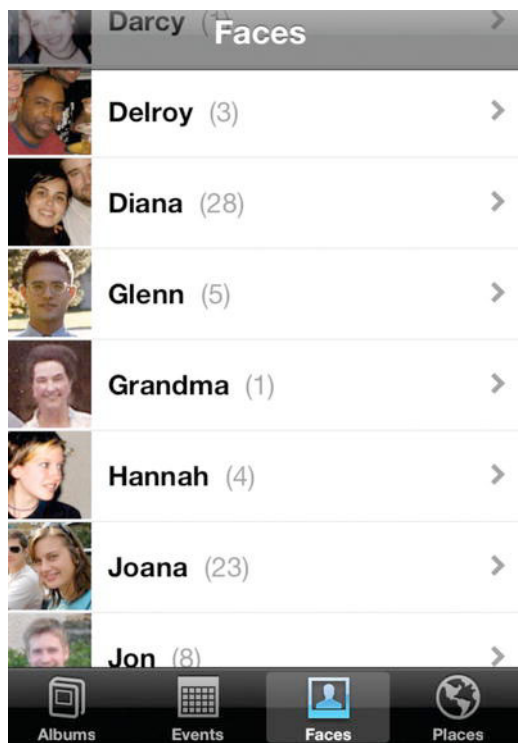 Darcy (1)
Faces
Delroy (3)
Diana (28)
Glenn (5)
Grandma (1)
Hannah (4)
Joana (23)
Jon (8)
Albums Events Faces Places